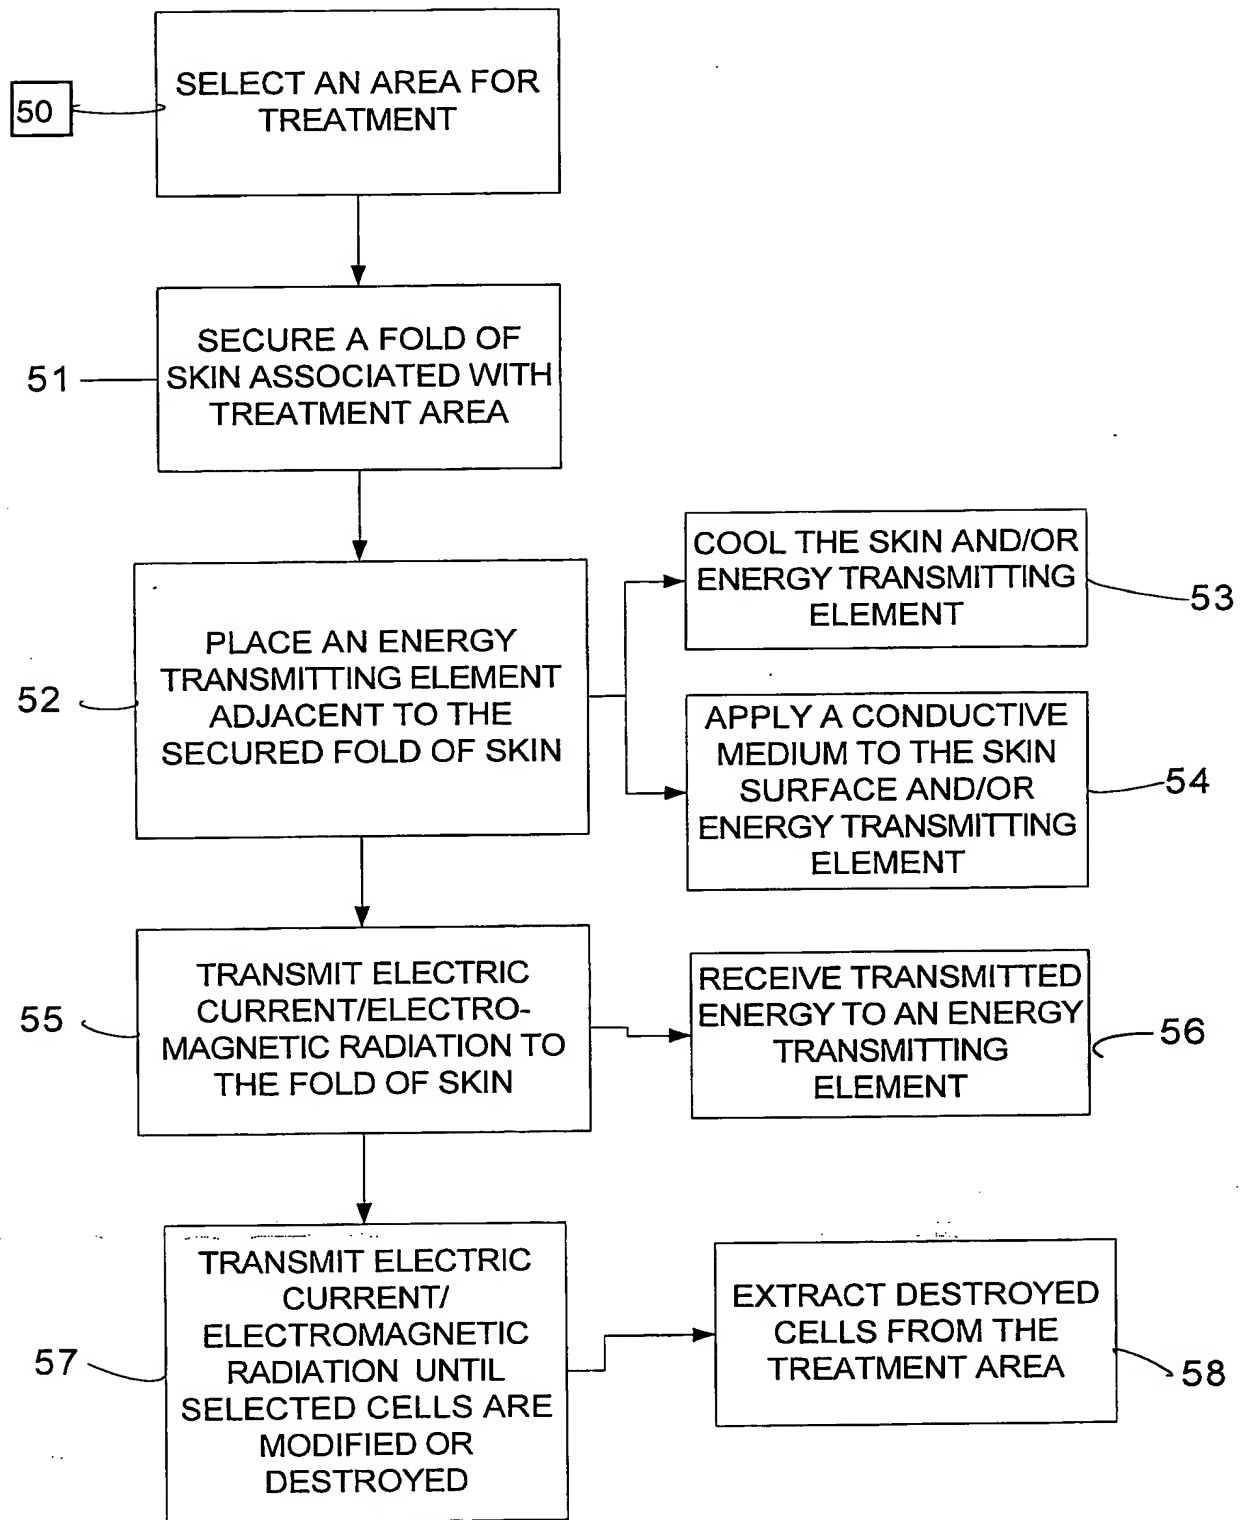 SELECT AN AREA FOR
TREATMENT
50
SECURE A FOLD OF
SKIN ASSOCIATED WITH
TREATMENT AREA
51
PLACE AN ENERGY
TRANSMITTING ELEMENT
ADJACENT TO THE
SECURED FOLD OF SKIN
52
COOL THE SKIN AND/OR
ENERGY TRANSMITTING
ELEMENT
53
APPLY A CONDUCTIVE
MEDIUM TO THE SKIN
SURFACE AND/OR
ENERGY TRANSMITTING
ELEMENT
54
TRANSMIT ELECTRIC
CURRENT/ELECTRO-
MAGNETIC RADIATION TO
THE FOLD OF SKIN
55
RECEIVE TRANSMITTED
ENERGY TO AN ENERGY
TRANSMITTING
ELEMENT
56
TRANSMIT ELECTRIC
CURRENT/
ELECTROMAGNETIC
RADIATION UNTIL
SELECTED CELLS ARE
MODIFIED OR
DESTROYED
57
EXTRACT DESTROYED
CELLS FROM THE
TREATMENT AREA
58